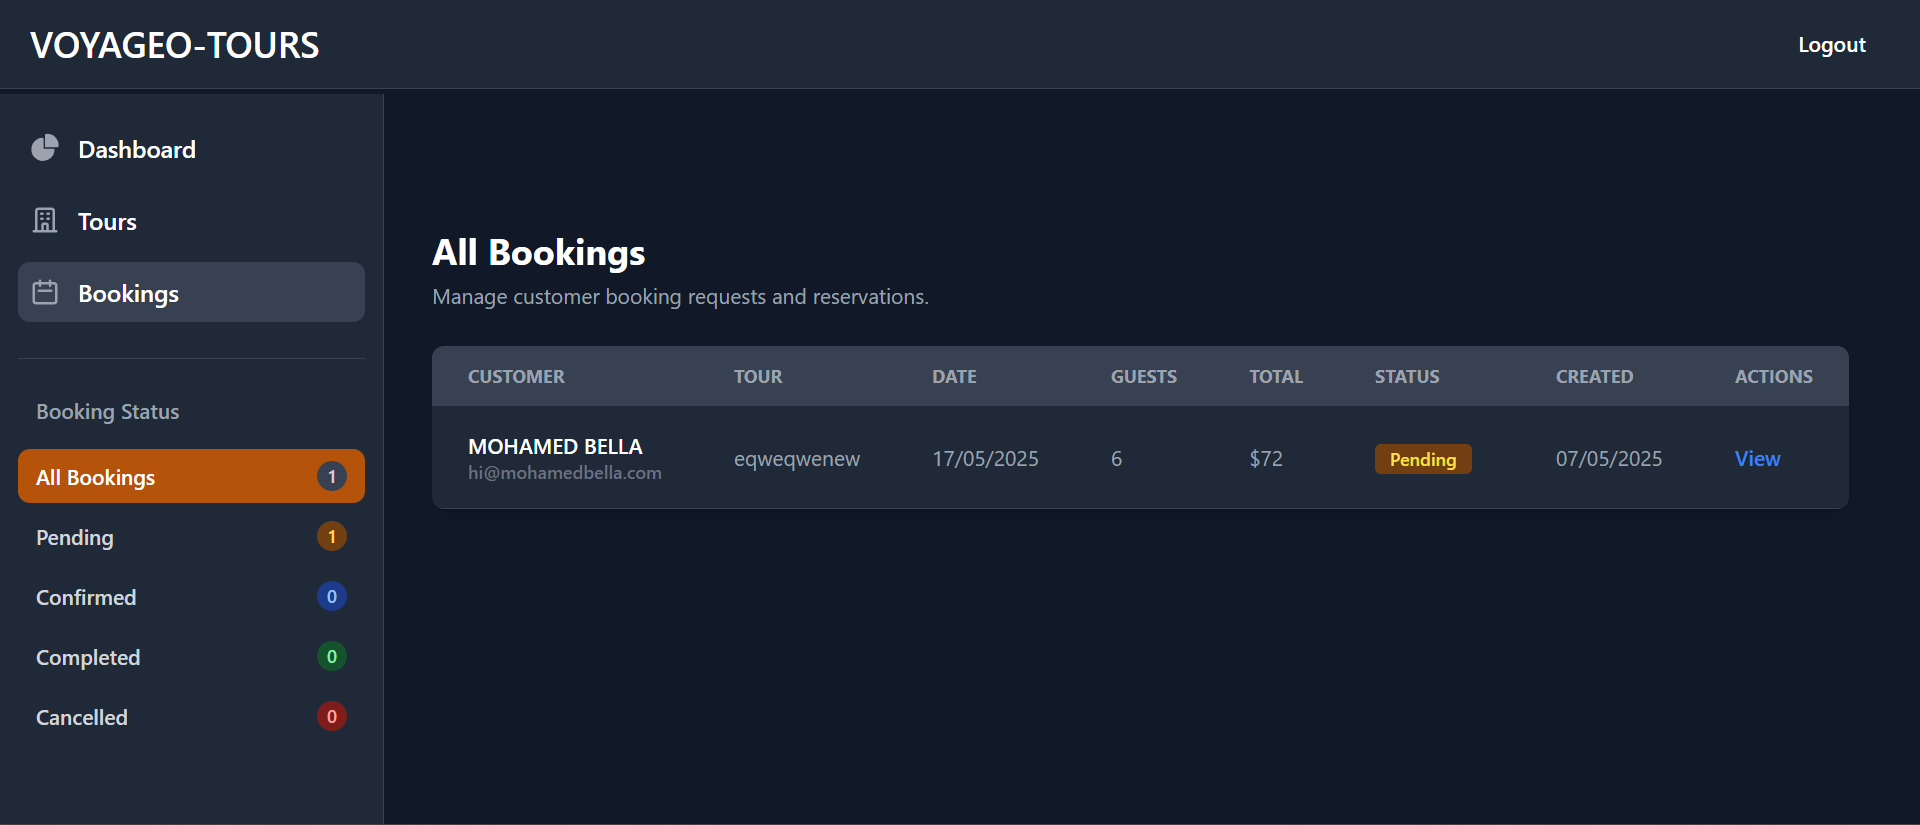 VOYAGEO-TOURS
Logout
Dashboard
Tours
Bookings
Booking Status
All Bookings 1
Pending 1
Confirmed 0
Completed 0
Cancelled 0
All Bookings
Manage customer booking requests and reservations.
CUSTOMER TOUR DATE GUESTS TOTAL STATUS CREATED ACTIONS
MOHAMED BELLA
hi@mohamedbella.com
eqweqwenew 17/05/2025 6 $72 Pending 07/05/2025 View